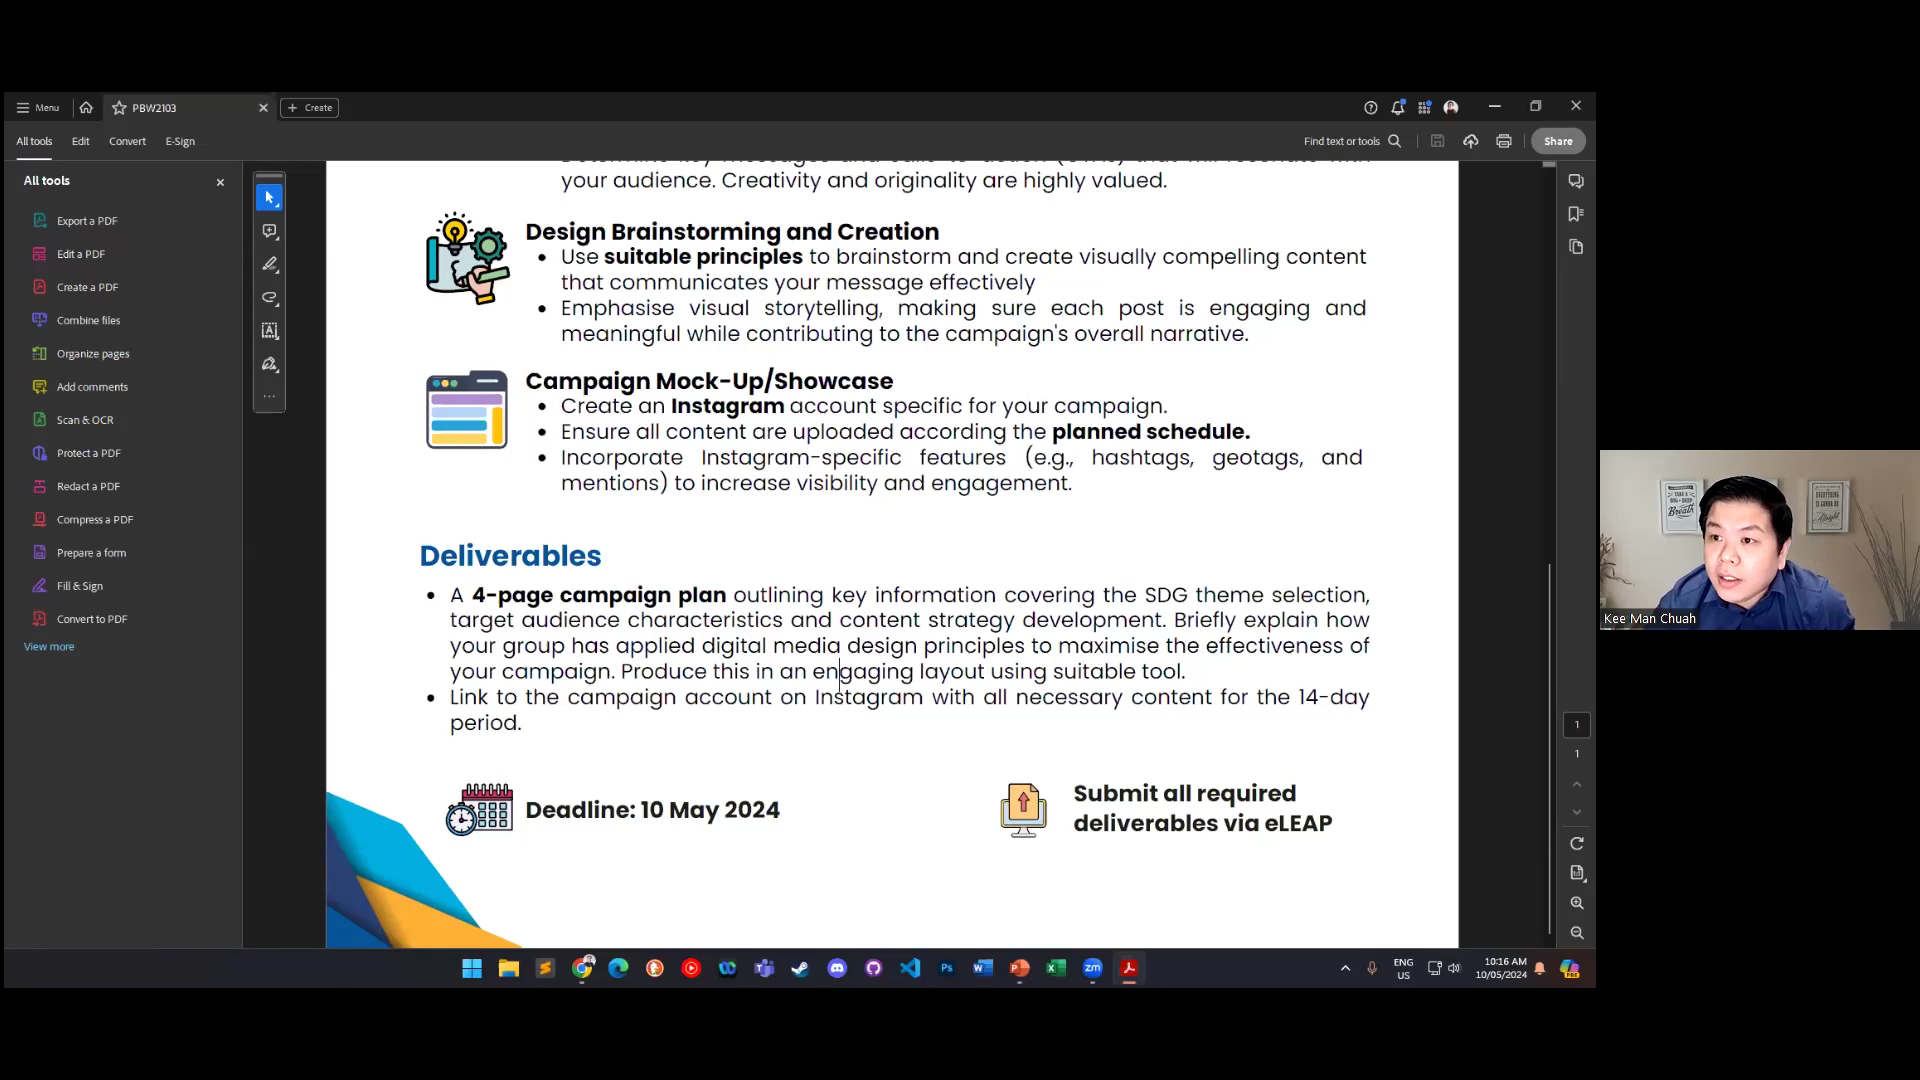 Menu
PBW2103
Create
All tools
Edit
Convert
E-Sign
Find text or tools
Share
All tools
Export a PDF
Edit a PDF
Create a PDF
Combine files
Organize pages
Add comments
Scan & OCR
Protect a PDF
Redact a PDF
Compress a PDF
Prepare a form
Fill & Sign
Convert to PDF
View more
your audience. Creativity and originality are highly valued.
Design Brainstorming and Creation
• Use suitable principles to brainstorm and create visually compelling content
that communicates your message effectively
• Emphasise visual storytelling, making sure each post is engaging and
meaningful while contributing to the campaign's overall narrative.
Campaign Mock-Up/Showcase
• Create an Instagram account specific for your campaign.
• Ensure all content are uploaded according the planned schedule.
• Incorporate Instagram-specific features (e.g., hashtags, geotags, and
mentions) to increase visibility and engagement.
Deliverables
• A 4-page campaign plan outlining key information covering the SDG theme selection,
target audience characteristics and content strategy development. Briefly explain how
your group has applied digital media design principles to maximise the effectiveness of
your campaign. Produce this in an engaging layout using suitable tool.
• Link to the campaign account on Instagram with all necessary content for the 14-day
period.
Deadline: 10 May 2024
Submit all required
deliverables via eLEAP
1
1
Breath
Alright
Kee Man Chuah
Ps
ENG
US
10:16 AM
10/05/2024